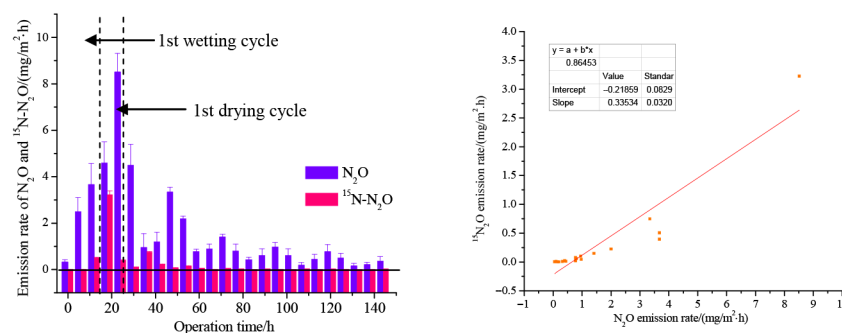 1st wetting cycle
1st drying cycle
N₂O
¹⁵N-N₂O
Emission rate of N₂O and ¹⁵N-N₂O/(mg/m²·h)
10
8
6
4
2
0
0 20 40 60 80 100 120 140
Operation time/h
4.0
3.5
3.0
2.5
2.0
1.5
1.0
0.5
0.0
−0.5
¹⁵N₂O emission rate/(mg/m².h)
y = a + b*x
0.86453
Value Standar
Intercept −0.21859 0.0829
Slope 0.33534 0.0320
0 1 2 3 4 5 6 7 8 9
N₂O emission rate/(mg/m²·h)